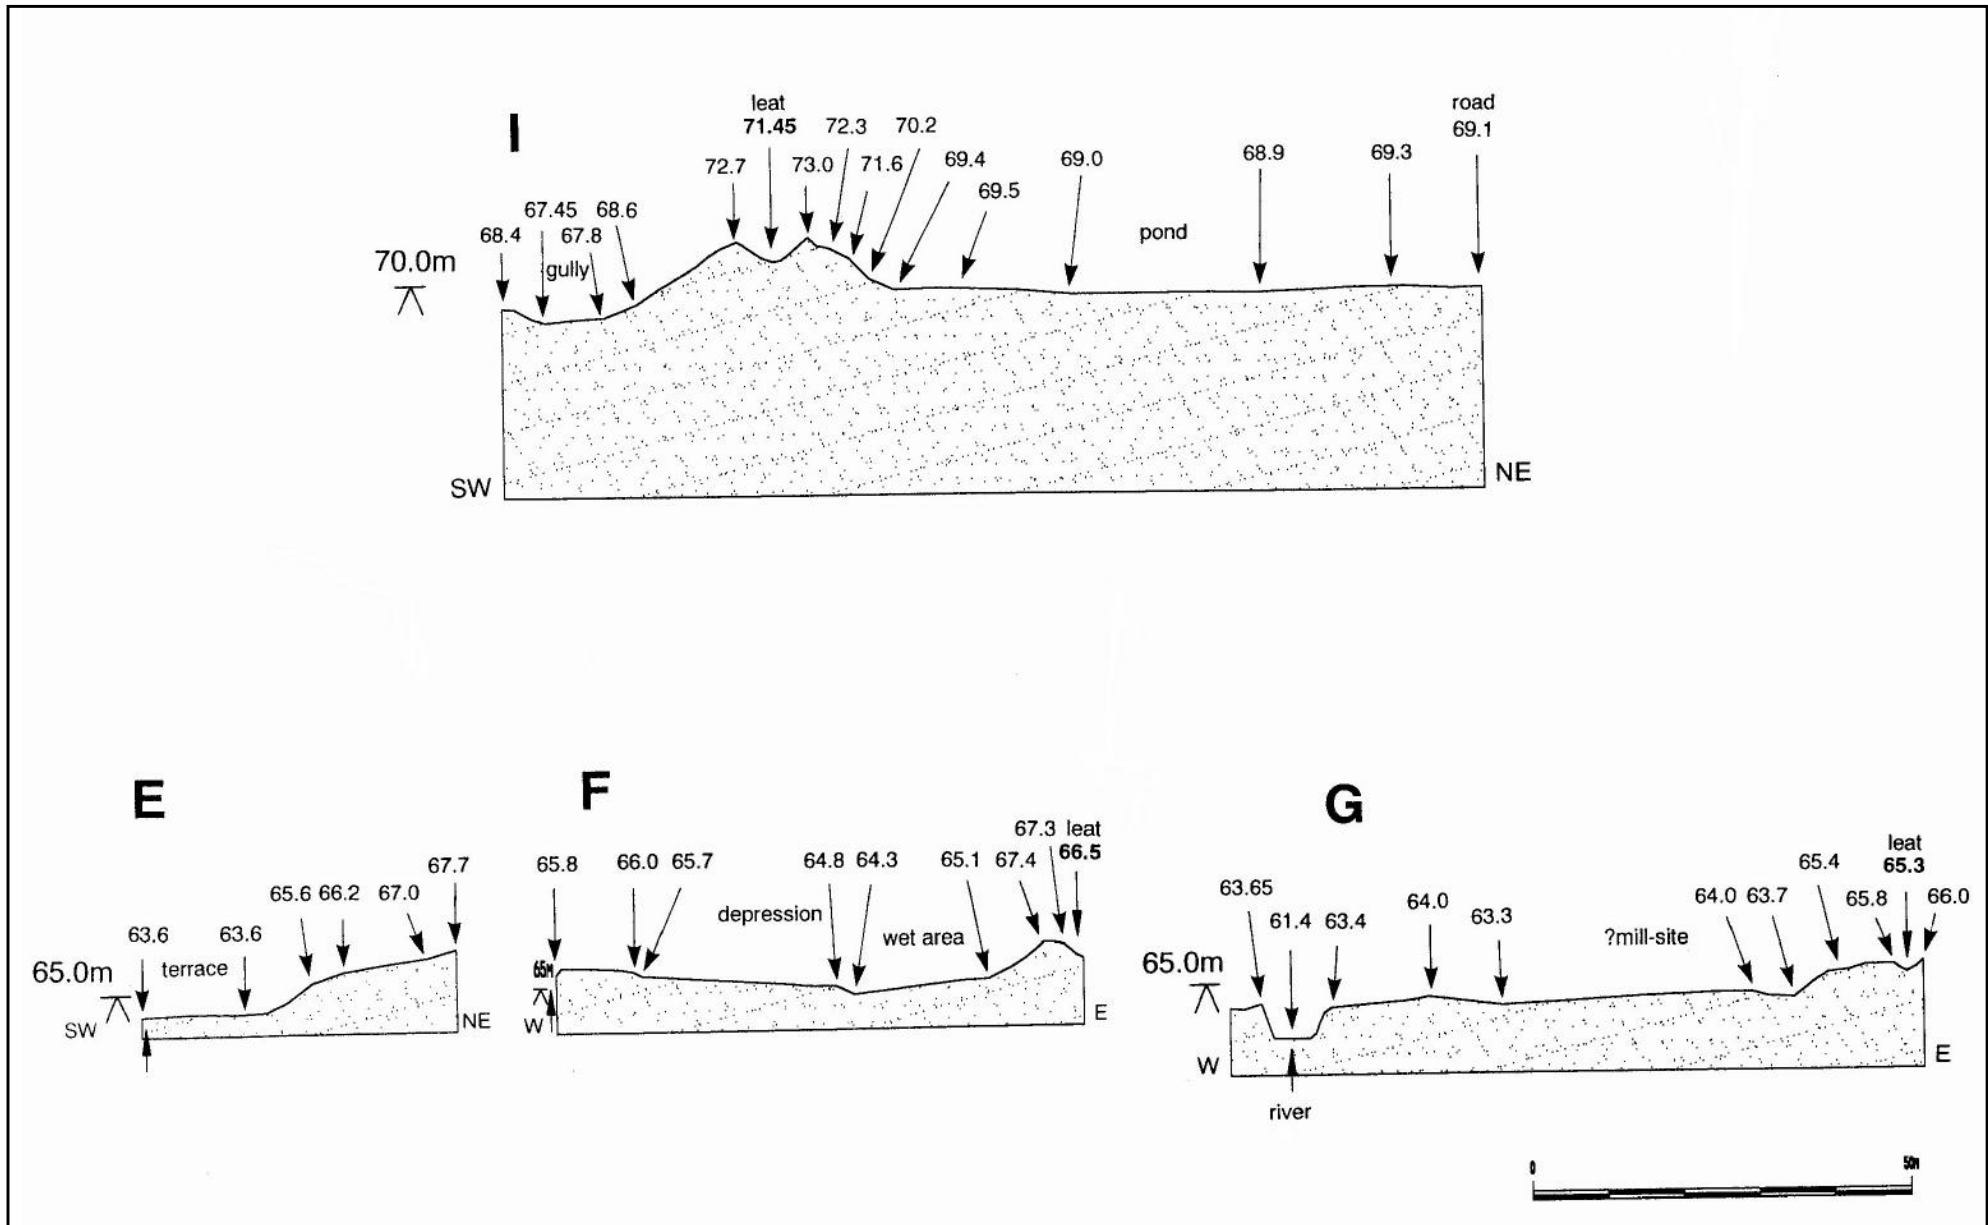 I
leat
71.45
72.3
70.2
road
69.1
72.7
73.0
71.6
69.4
69.0
68.9
69.3
69.5
67.45
68.6
68.4
67.8
gully
pond
70.0m
SW
NE
E
63.6
terrace
63.6
65.6
66.2
67.0
67.7
65.0m
SW
NE
F
67.3 leat
66.5
65.8
66.0
65.7
64.8
64.3
65.1
67.4
depression
wet area
65M
W
E
G
leat
65.3
65.4
63.65
61.4
63.4
64.0
63.3
64.0
63.7
65.8
66.0
?mill-site
65.0m
W
E
river
0
50M